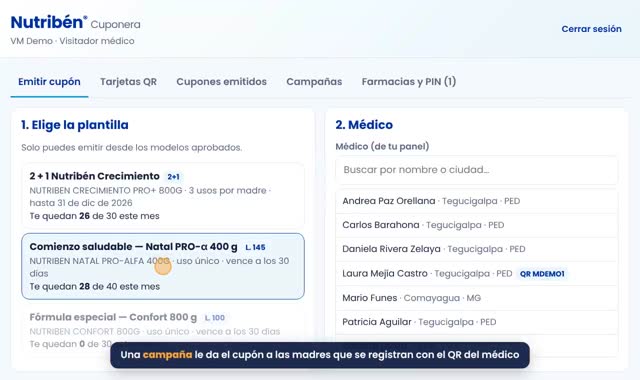 Nutribén® Cuponera
VM Demo · Visitador médico
Cerrar sesión
Emitir cupón
Tarjetas QR
Cupones emitidos
Campañas
Farmacias y PIN (1)
1. Elige la plantilla
Solo puedes emitir desde los modelos aprobados.
2 + 1 Nutribén Crecimiento 2+1
NUTRIBEN CRECIMIENTO PRO+ 800G · 3 usos por madre ·
hasta 31 de dic de 2026
Te quedan 26 de 30 este mes
Comienzo saludable — Natal PRO-α 400 g L. 145
NUTRIBEN NATAL PRO-ALFA 400G · uso único · vence a los 30
días
Te quedan 28 de 40 este mes
Fórmula especial — Confort 800 g L. 100
NUTRIBEN CONFORT 800G · uso único · vence a los 30 días
Te quedan 0 de 30
2. Médico
Médico (de tu panel)
Buscar por nombre o ciudad...
Andrea Paz Orellana · Tegucigalpa · PED
Carlos Barahona · Tegucigalpa · PED
Daniela Rivera Zelaya · Tegucigalpa · PED
Laura Mejía Castro · Tegucigalpa · PED QR MDEMO1
Mario Funes · Comayagua · MG
Patricia Aguilar · Tegucigalpa · PED
Una campaña le da el cupón a las madres que se registran con el QR del médico